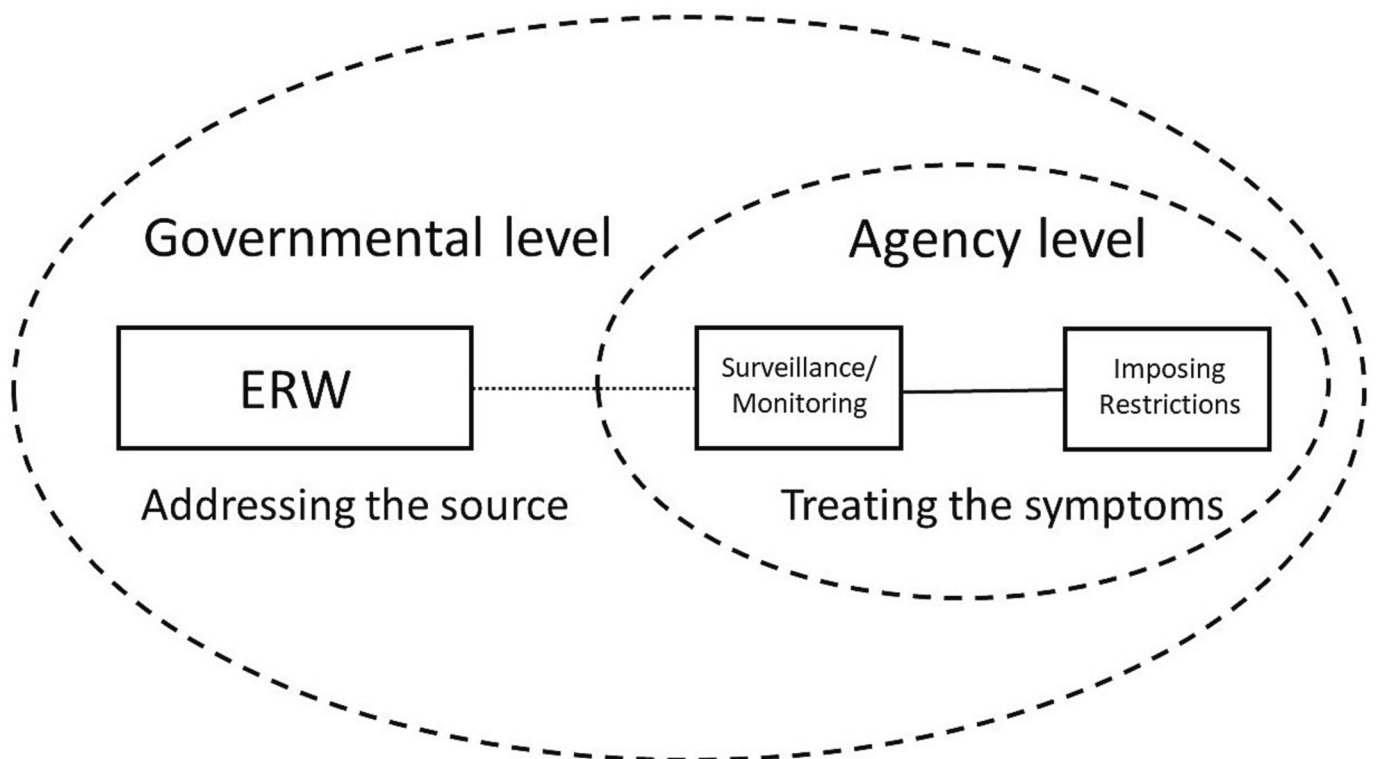 Governmental level
Agency level
ERW
Surveillance/
Monitoring
Imposing
Restrictions
Addressing the source
Treating the symptoms